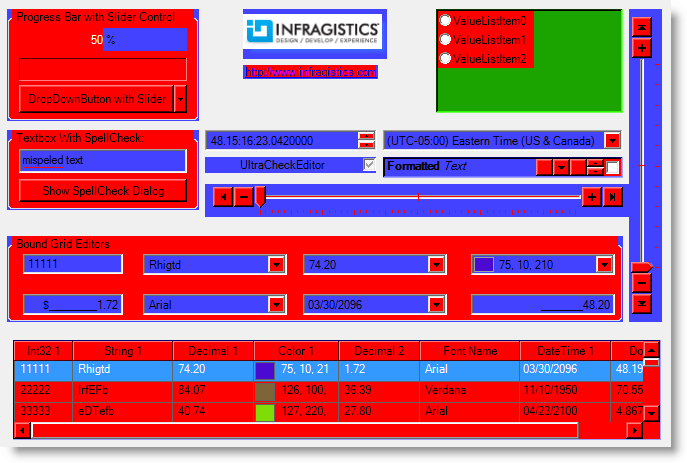 Progress Bar with Slider Control
50 %
DropDownButton with Slider
INFRAGISTICS
DESIGN / DEVELOP / EXPERIENCE
http://www.infragistics.com
ValueListItem0
ValueListItem1
ValueListItem2
Textbox With SpellCheck:
mispeled text
Show SpellCheck Dialog
48.15:16:23.0420000
(UTC-05:00) Eastern Time (US & Canada)
UltraCheckEditor
Formatted Text
Bound Grid Editors
11111 Rhigtd 74.20 75, 10, 210
$________1.72 Arial 03/30/2096 _______48.20
Int32 1 String 1 Decimal 1 Color 1 Decimal 2 Font Name DateTime 1 Do
11111 Rhigtd 74.20 75, 10, 21 1.72 Arial 03/30/2096 48.19
22222 IrfEFb 84.07 126, 100, 36.39 Verdana 11/10/1950 70.55
33333 eDTefb 40.74 127, 220, 27.80 Arial 04/23/2100 4.867